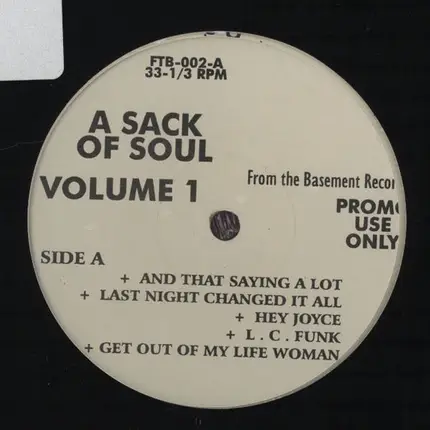 FTB-002-A
33-1/3 RPM
A SACK
OF SOUL
VOLUME 1
From the Basement Recor
PROMO
USE
ONLY
SIDE A
+ AND THAT SAYING A LOT
+ LAST NIGHT CHANGED IT ALL
+ HEY JOYCE
+ L . C . FUNK
+ GET OUT OF MY LIFE WOMAN